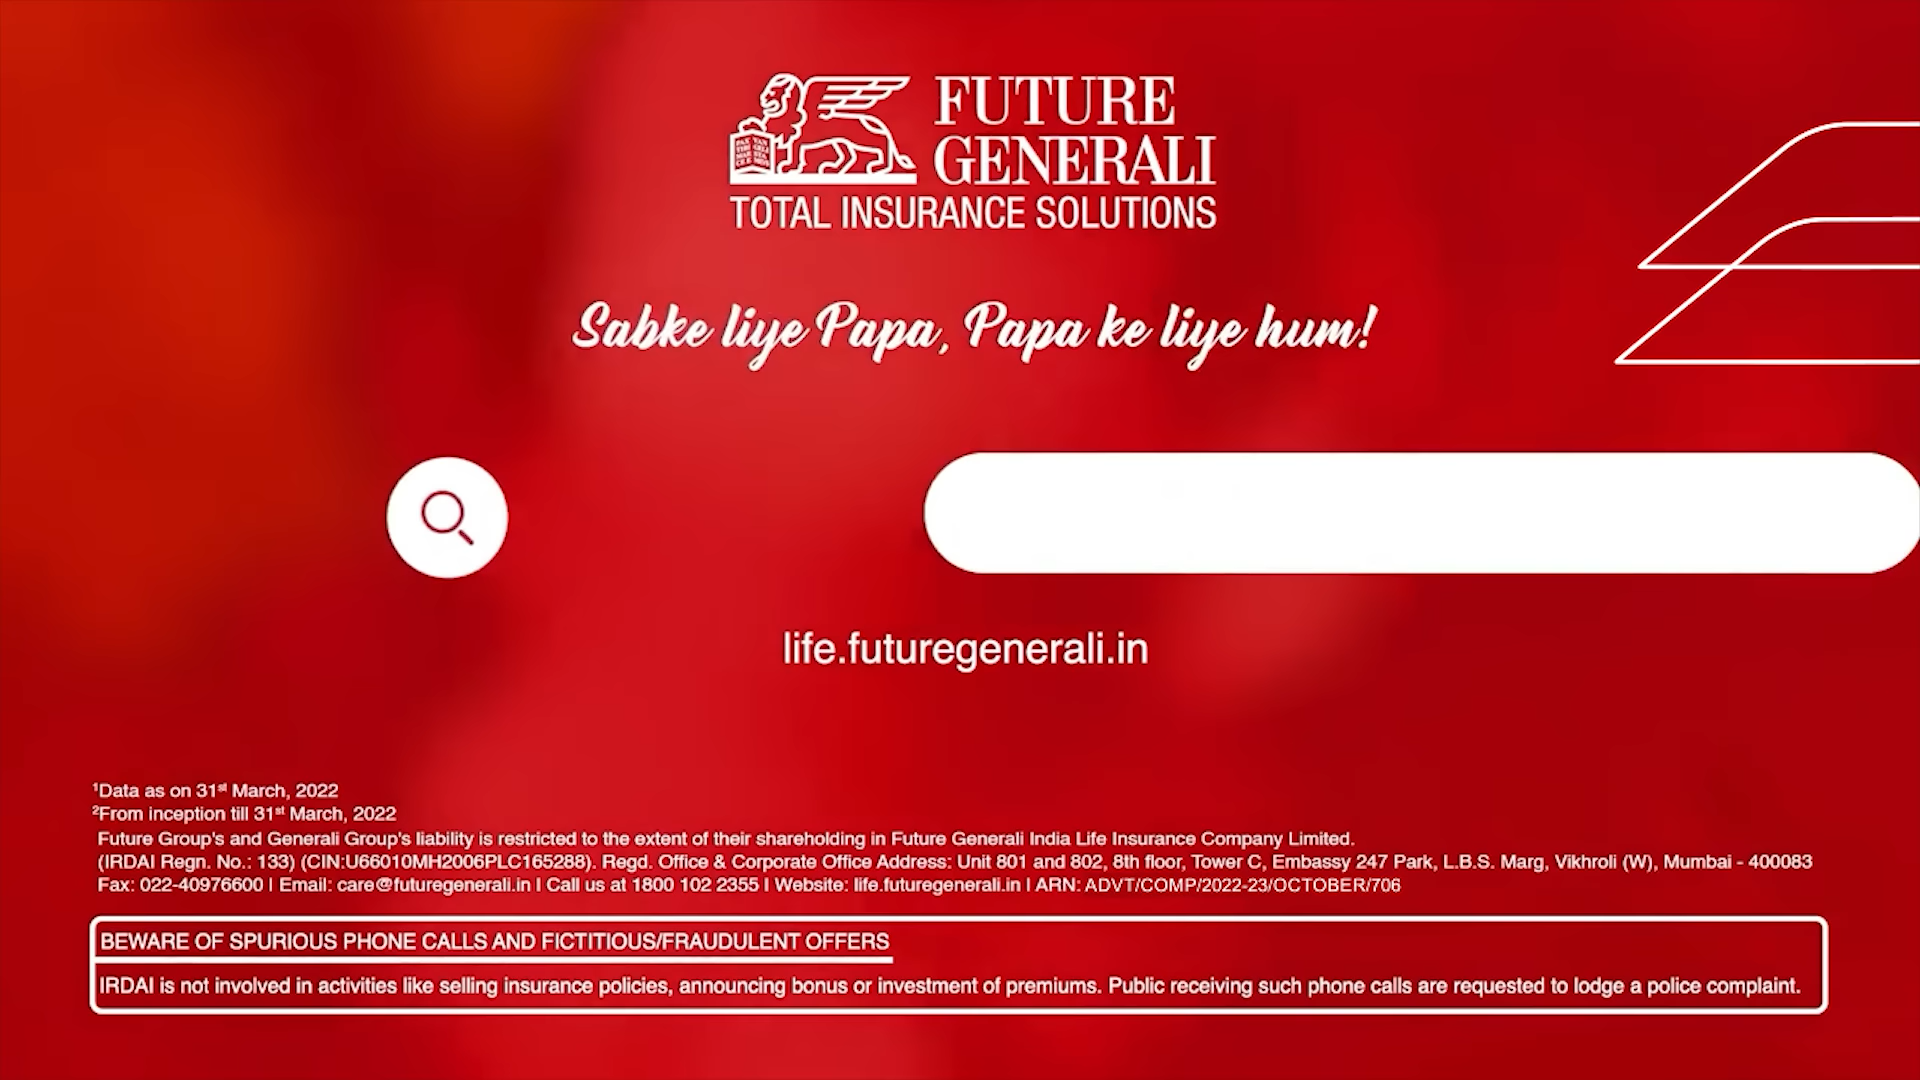 FUTURE
GENERALI
TOTAL INSURANCE SOLUTIONS
Sabke liye Papa, Papa ke liye hum!
life.futuregenerali.in
¹Data as on 31ˢᵗ March, 2022
²From inception till 31ˢᵗ March, 2022
Future Group's and Generali Group's liability is restricted to the extent of their shareholding in Future Generali India Life Insurance Company Limited.
(IRDAI Regn. No.: 133) (CIN:U66010MH2006PLC165288). Regd. Office & Corporate Office Address: Unit 801 and 802, 8th floor, Tower C, Embassy 247 Park, L.B.S. Marg, Vikhroli (W), Mumbai - 400083
Fax: 022-40976600 | Email: care@futuregenerali.in | Call us at 1800 102 2355 | Website: life.futuregenerali.in | ARN: ADVT/COMP/2022-23/OCTOBER/706
BEWARE OF SPURIOUS PHONE CALLS AND FICTITIOUS/FRAUDULENT OFFERS
IRDAI is not involved in activities like selling insurance policies, announcing bonus or investment of premiums. Public receiving such phone calls are requested to lodge a police complaint.